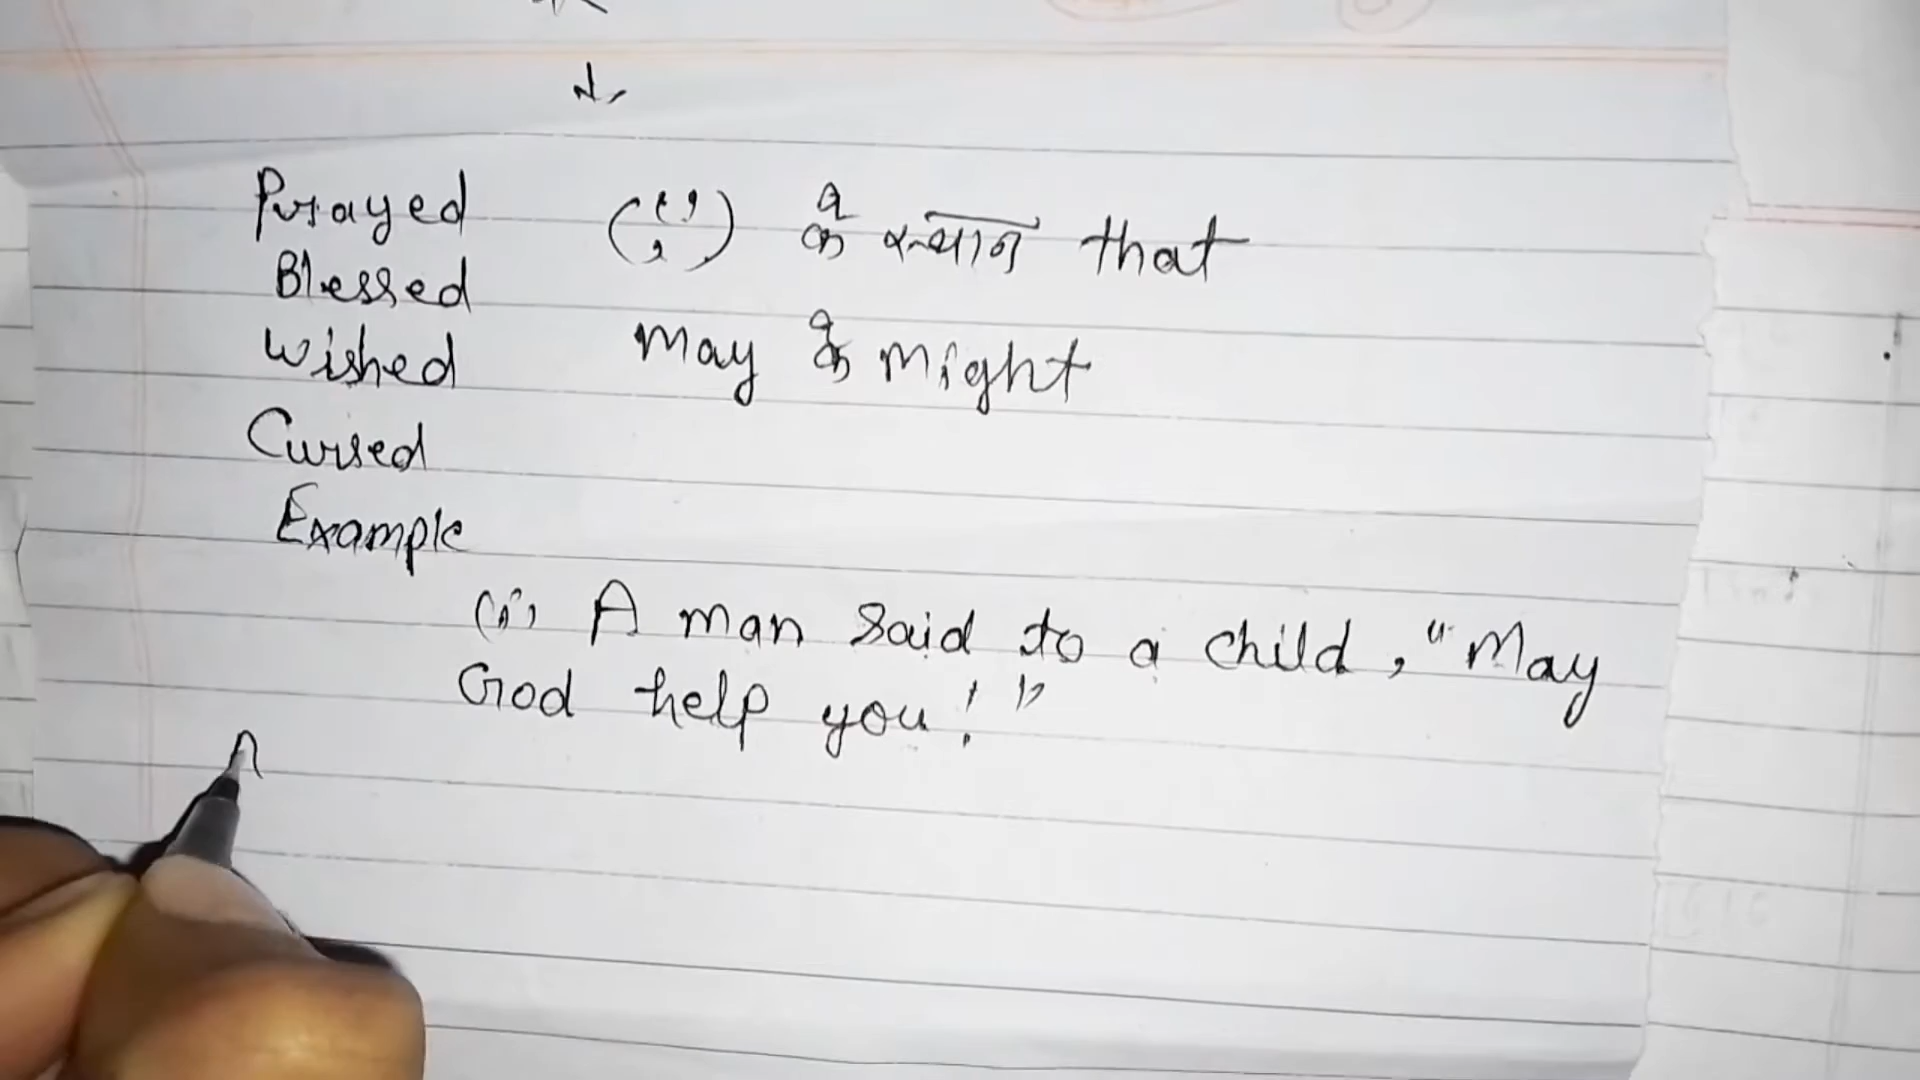 Prayed (“ ” ,) के स्थान that
Blessed
Wished may के might
Cursed
Example
(i) A man said to a child, "May
God help you!"
A